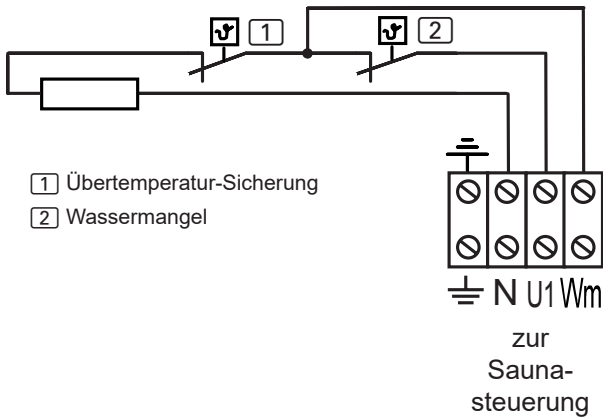 ϑ 1 ϑ 2
1 Übertemperatur-Sicherung
2 Wassermangel
N U1 Wm
zur
Sauna-
steuerung